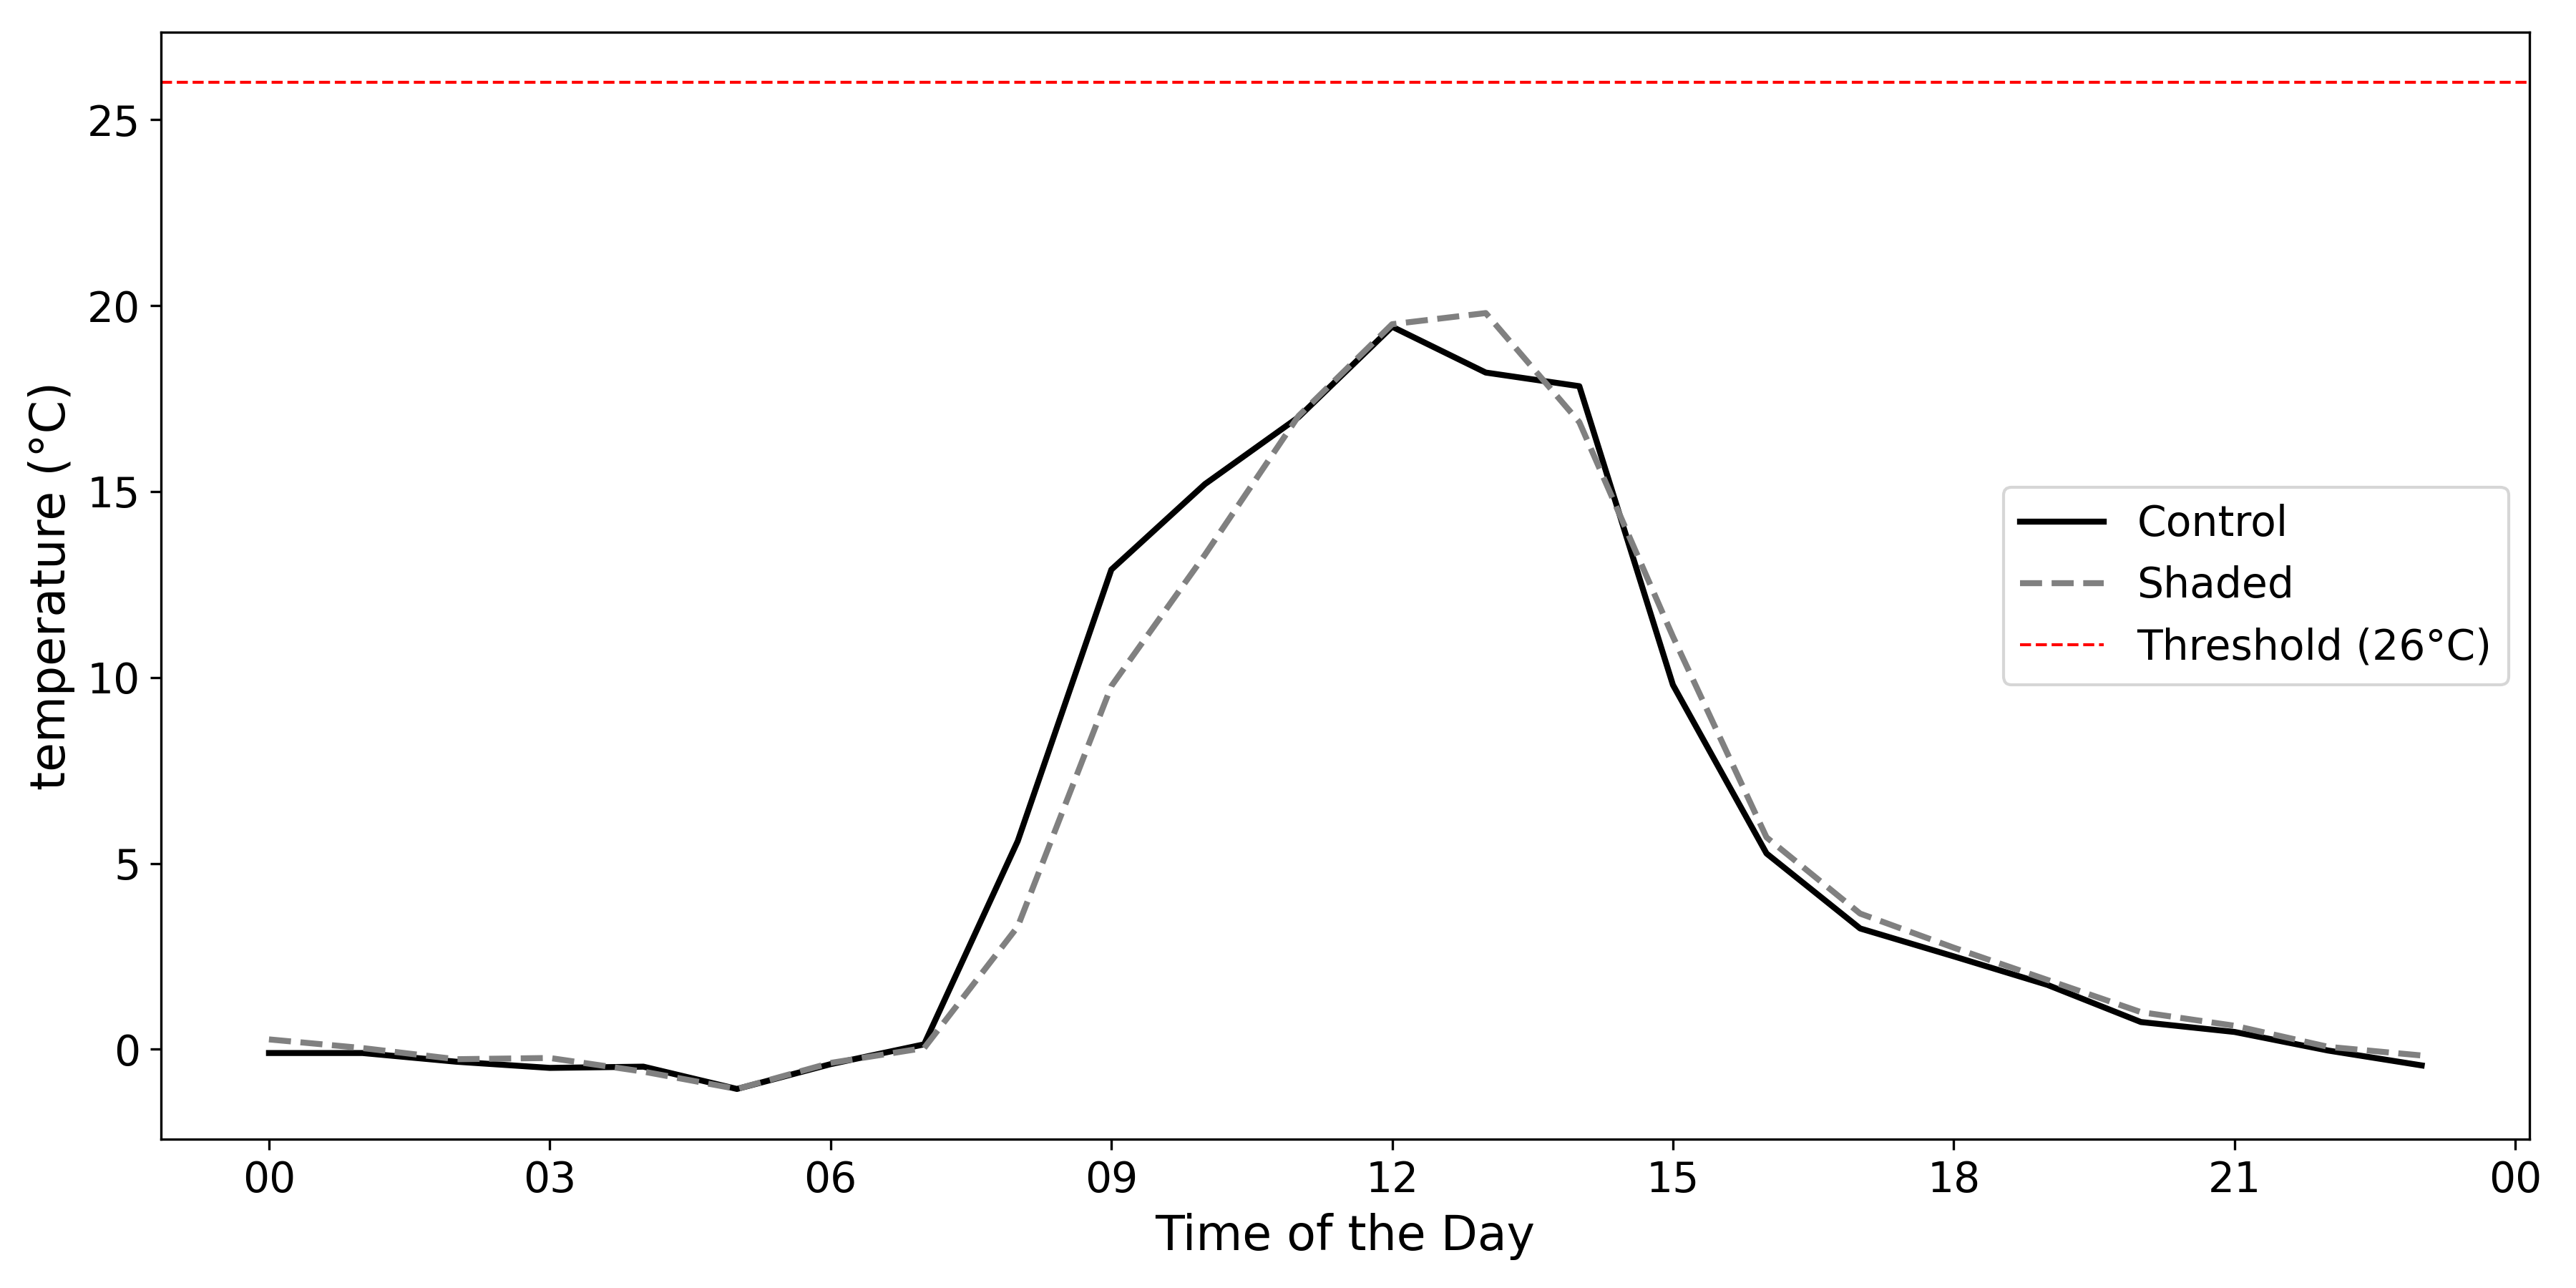 25
20
15
10
5
0
temperature (°C)
Control
Shaded
Threshold (26°C)
00 03 06 09 12 15 18 21 00
Time of the Day